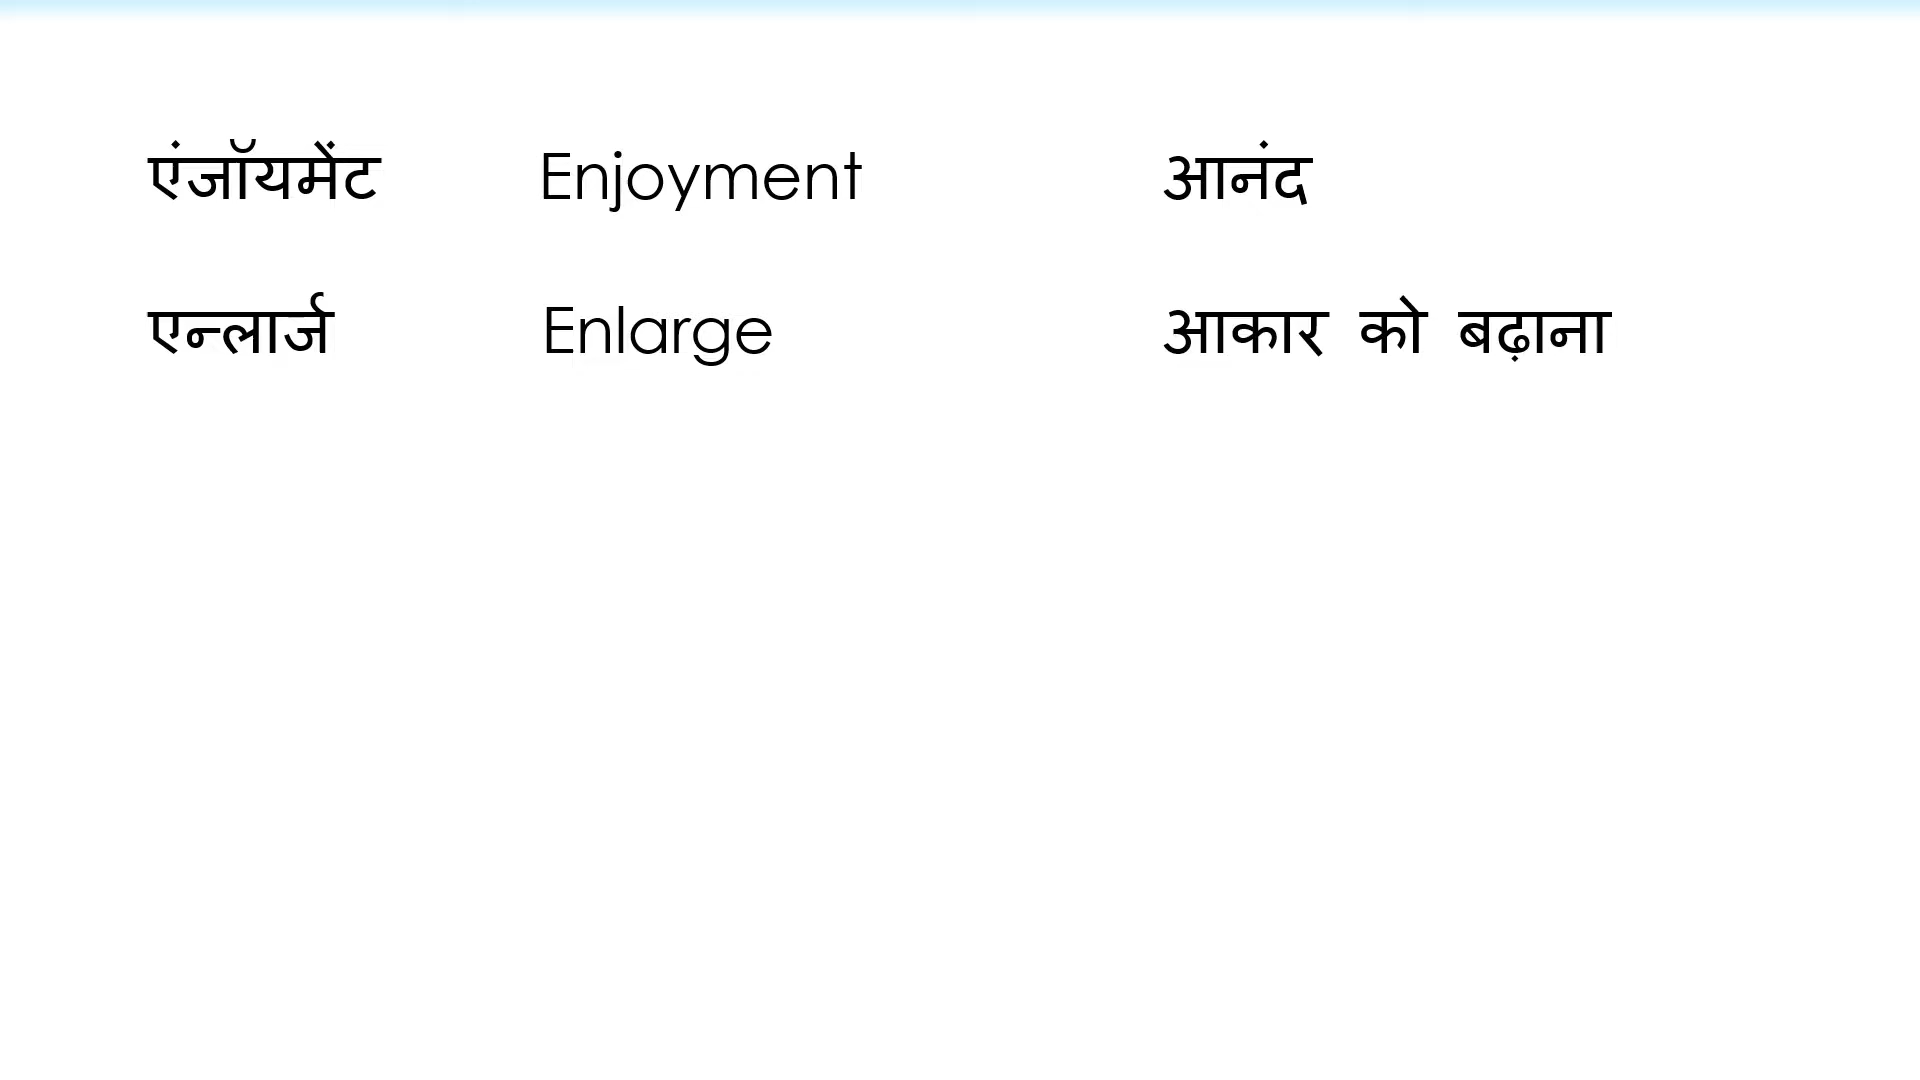 एंजॉयमेंट Enjoyment आनंद
एन्लार्ज Enlarge आकार को बढ़ाना